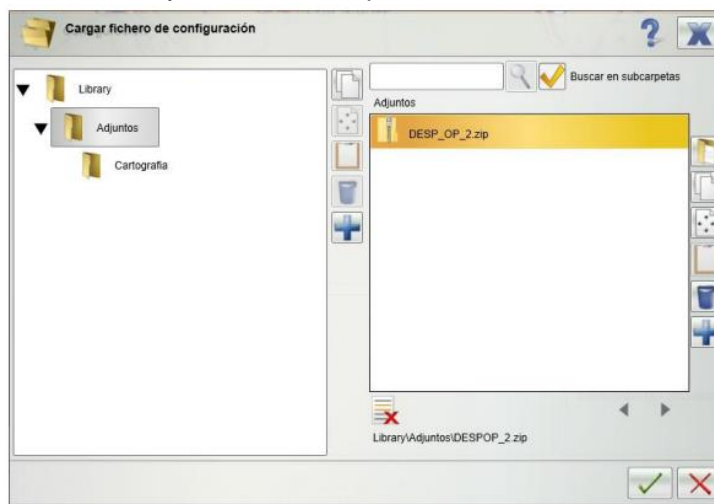 Cargar fichero de configuración
Library
Adjuntos
Cartografia
Buscar en subcarpetas
Adjuntos
DESP_OP_2.zip
Library\Adjuntos\DESPOP_2.zip